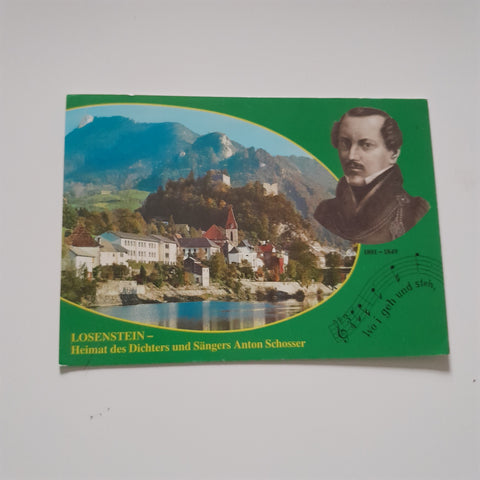 1801 – 1849
wo i geh und steh,
LOSENSTEIN –
Heimat des Dichters und Sängers Anton Schosser